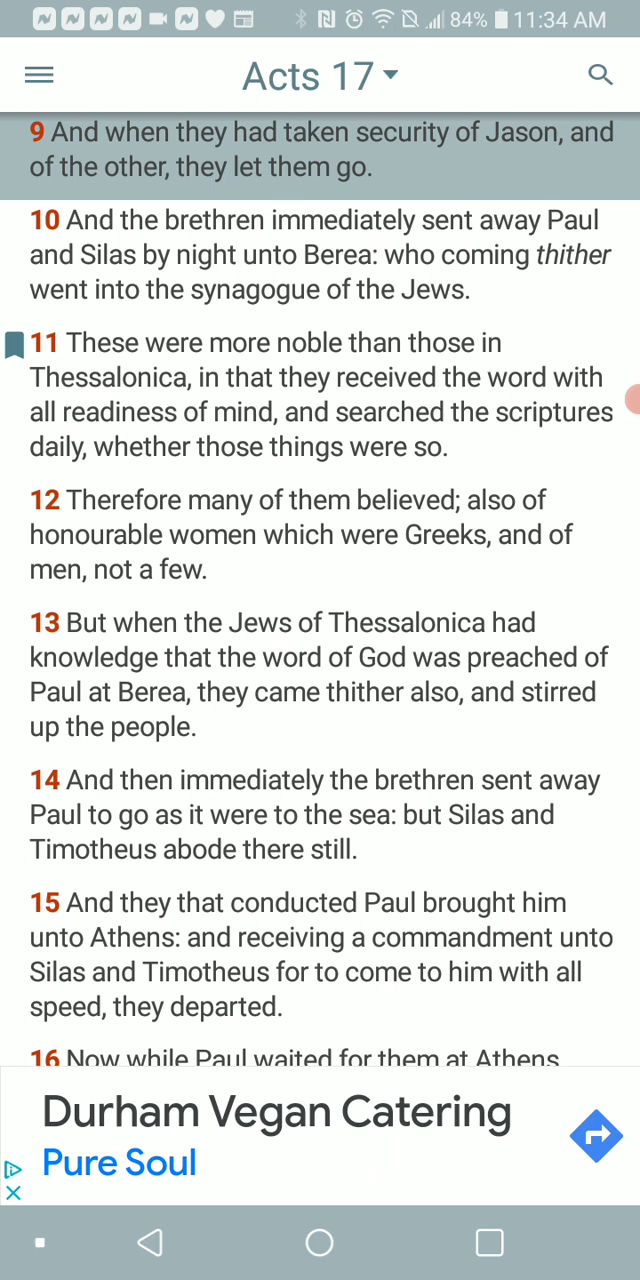 84% 11:34 AM
Acts 17
9 And when they had taken security of Jason, and
of the other, they let them go.
10 And the brethren immediately sent away Paul
and Silas by night unto Berea: who coming thither
went into the synagogue of the Jews.
11 These were more noble than those in
Thessalonica, in that they received the word with
all readiness of mind, and searched the scriptures
daily, whether those things were so.
12 Therefore many of them believed; also of
honourable women which were Greeks, and of
men, not a few.
13 But when the Jews of Thessalonica had
knowledge that the word of God was preached of
Paul at Berea, they came thither also, and stirred
up the people.
14 And then immediately the brethren sent away
Paul to go as it were to the sea: but Silas and
Timotheus abode there still.
15 And they that conducted Paul brought him
unto Athens: and receiving a commandment unto
Silas and Timotheus for to come to him with all
speed, they departed.
16 Now while Paul waited for them at Athens
Durham Vegan Catering
Pure Soul